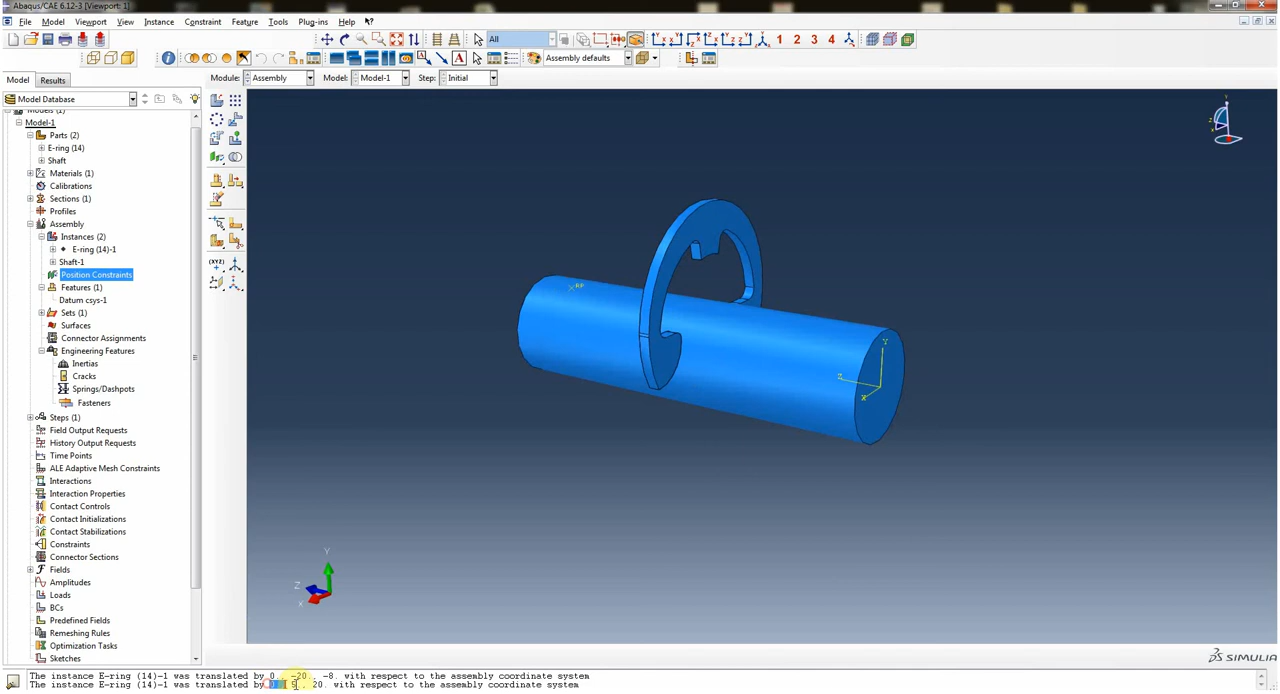 Abaqus/CAE 6.12-3 [Viewport: 1]
File Model Viewport View Instance Constraint Feature Tools Plug-ins Help
All 1 2 3 4
Assembly defaults
Model Results Module: Assembly Model: Model-1 Step: Initial
Model Database
Models (1)
Model-1
Parts (2)
E-ring (14)
Shaft
Materials (1)
Calibrations
Sections (1)
Profiles
Assembly
Instances (2)
E-ring (14)-1
Shaft-1
Position Constraints
Features (1)
Datum csys-1
Sets (1)
Surfaces
Connector Assignments
Engineering Features
Inertias
Cracks
Springs/Dashpots
Fasteners
Steps (1)
Field Output Requests
History Output Requests
Time Points
ALE Adaptive Mesh Constraints
Interactions
Interaction Properties
Contact Controls
Contact Initializations
Contact Stabilizations
Constraints
Connector Sections
Fields
Amplitudes
Loads
BCs
Predefined Fields
Remeshing Rules
Optimization Tasks
Sketches
RP
Y
Z
X
Y
Z
X
SIMULIA
The instance E-ring (14)-1 was translated by 0., -20., -8. with respect to the assembly coordinate system
The instance E-ring (14)-1 was translated by 20. with respect to the assembly coordinate system